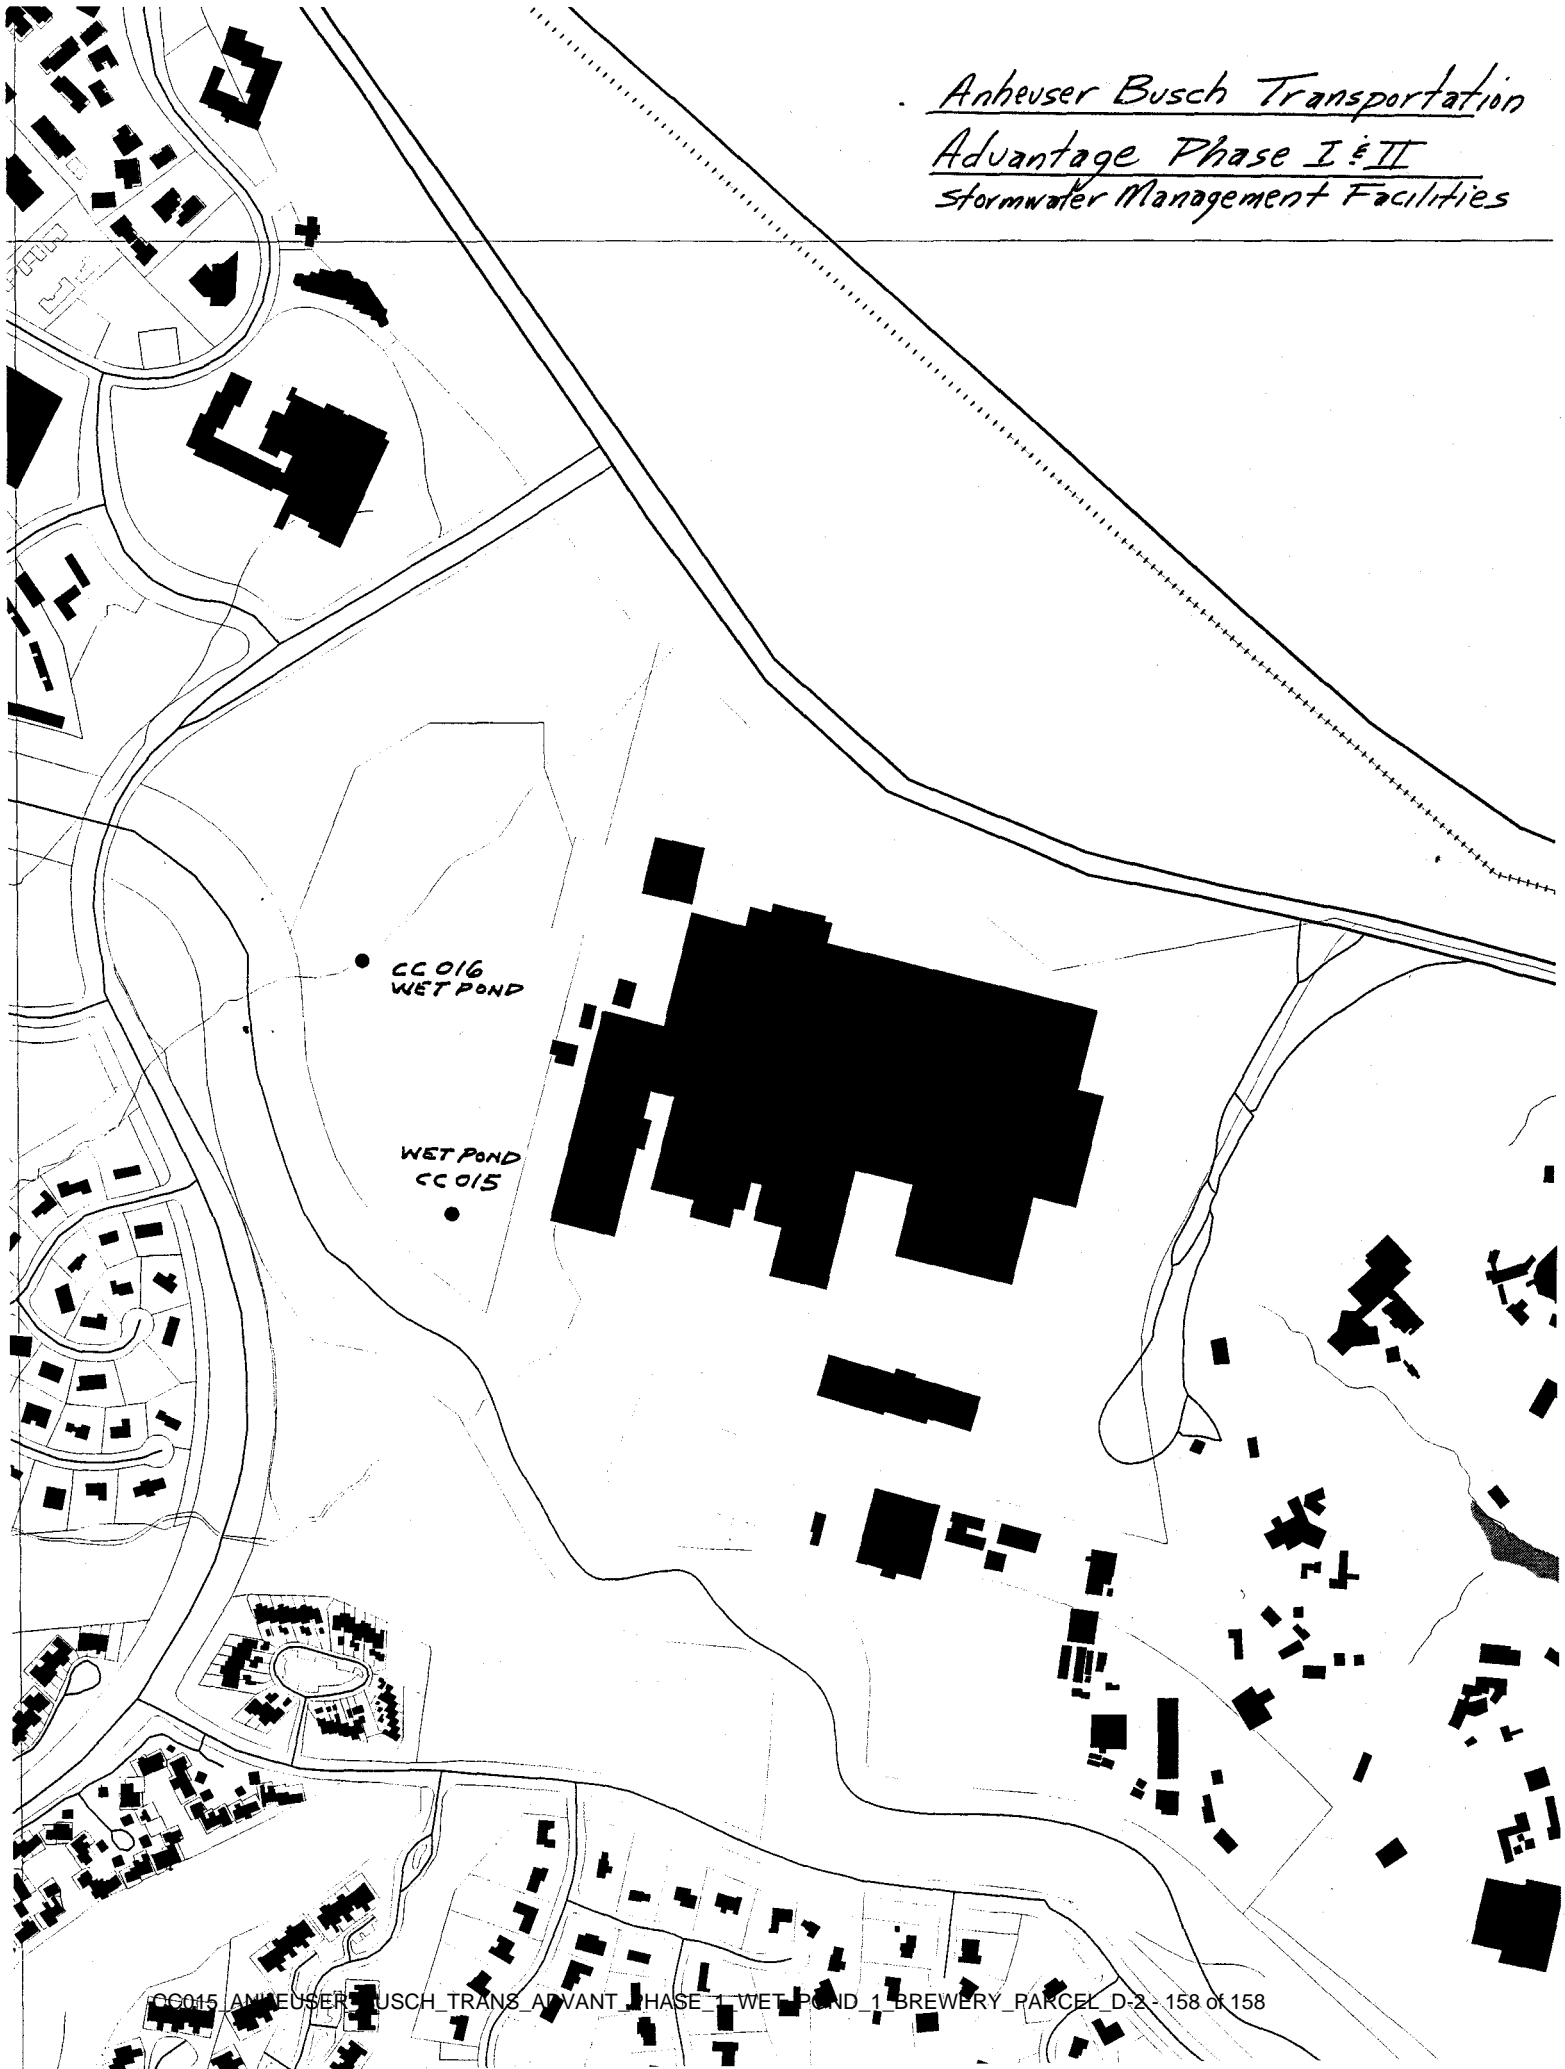 Anheuser Busch Transportation
Advantage Phase I & II
Stormwater Management Facilities
CC 016
WET POND
WET POND
CC 015
CC015_ANHEUSER_BUSCH_TRANS_ADVANT_PHASE_1_WET_POND_1_BREWERY_PARCEL_D-2 - 158 of 158